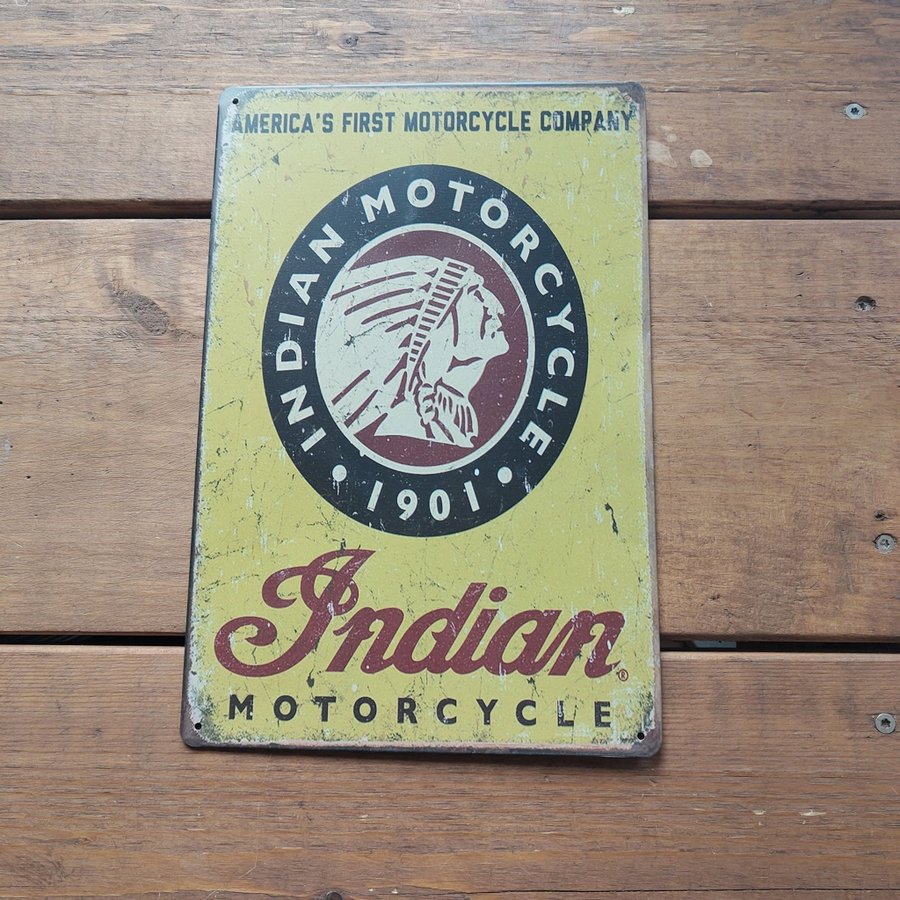 AMERICA'S FIRST MOTORCYCLE COMPANY
INDIAN MOTORCYCLE
• 1901 •
Indian®
MOTORCYCLE